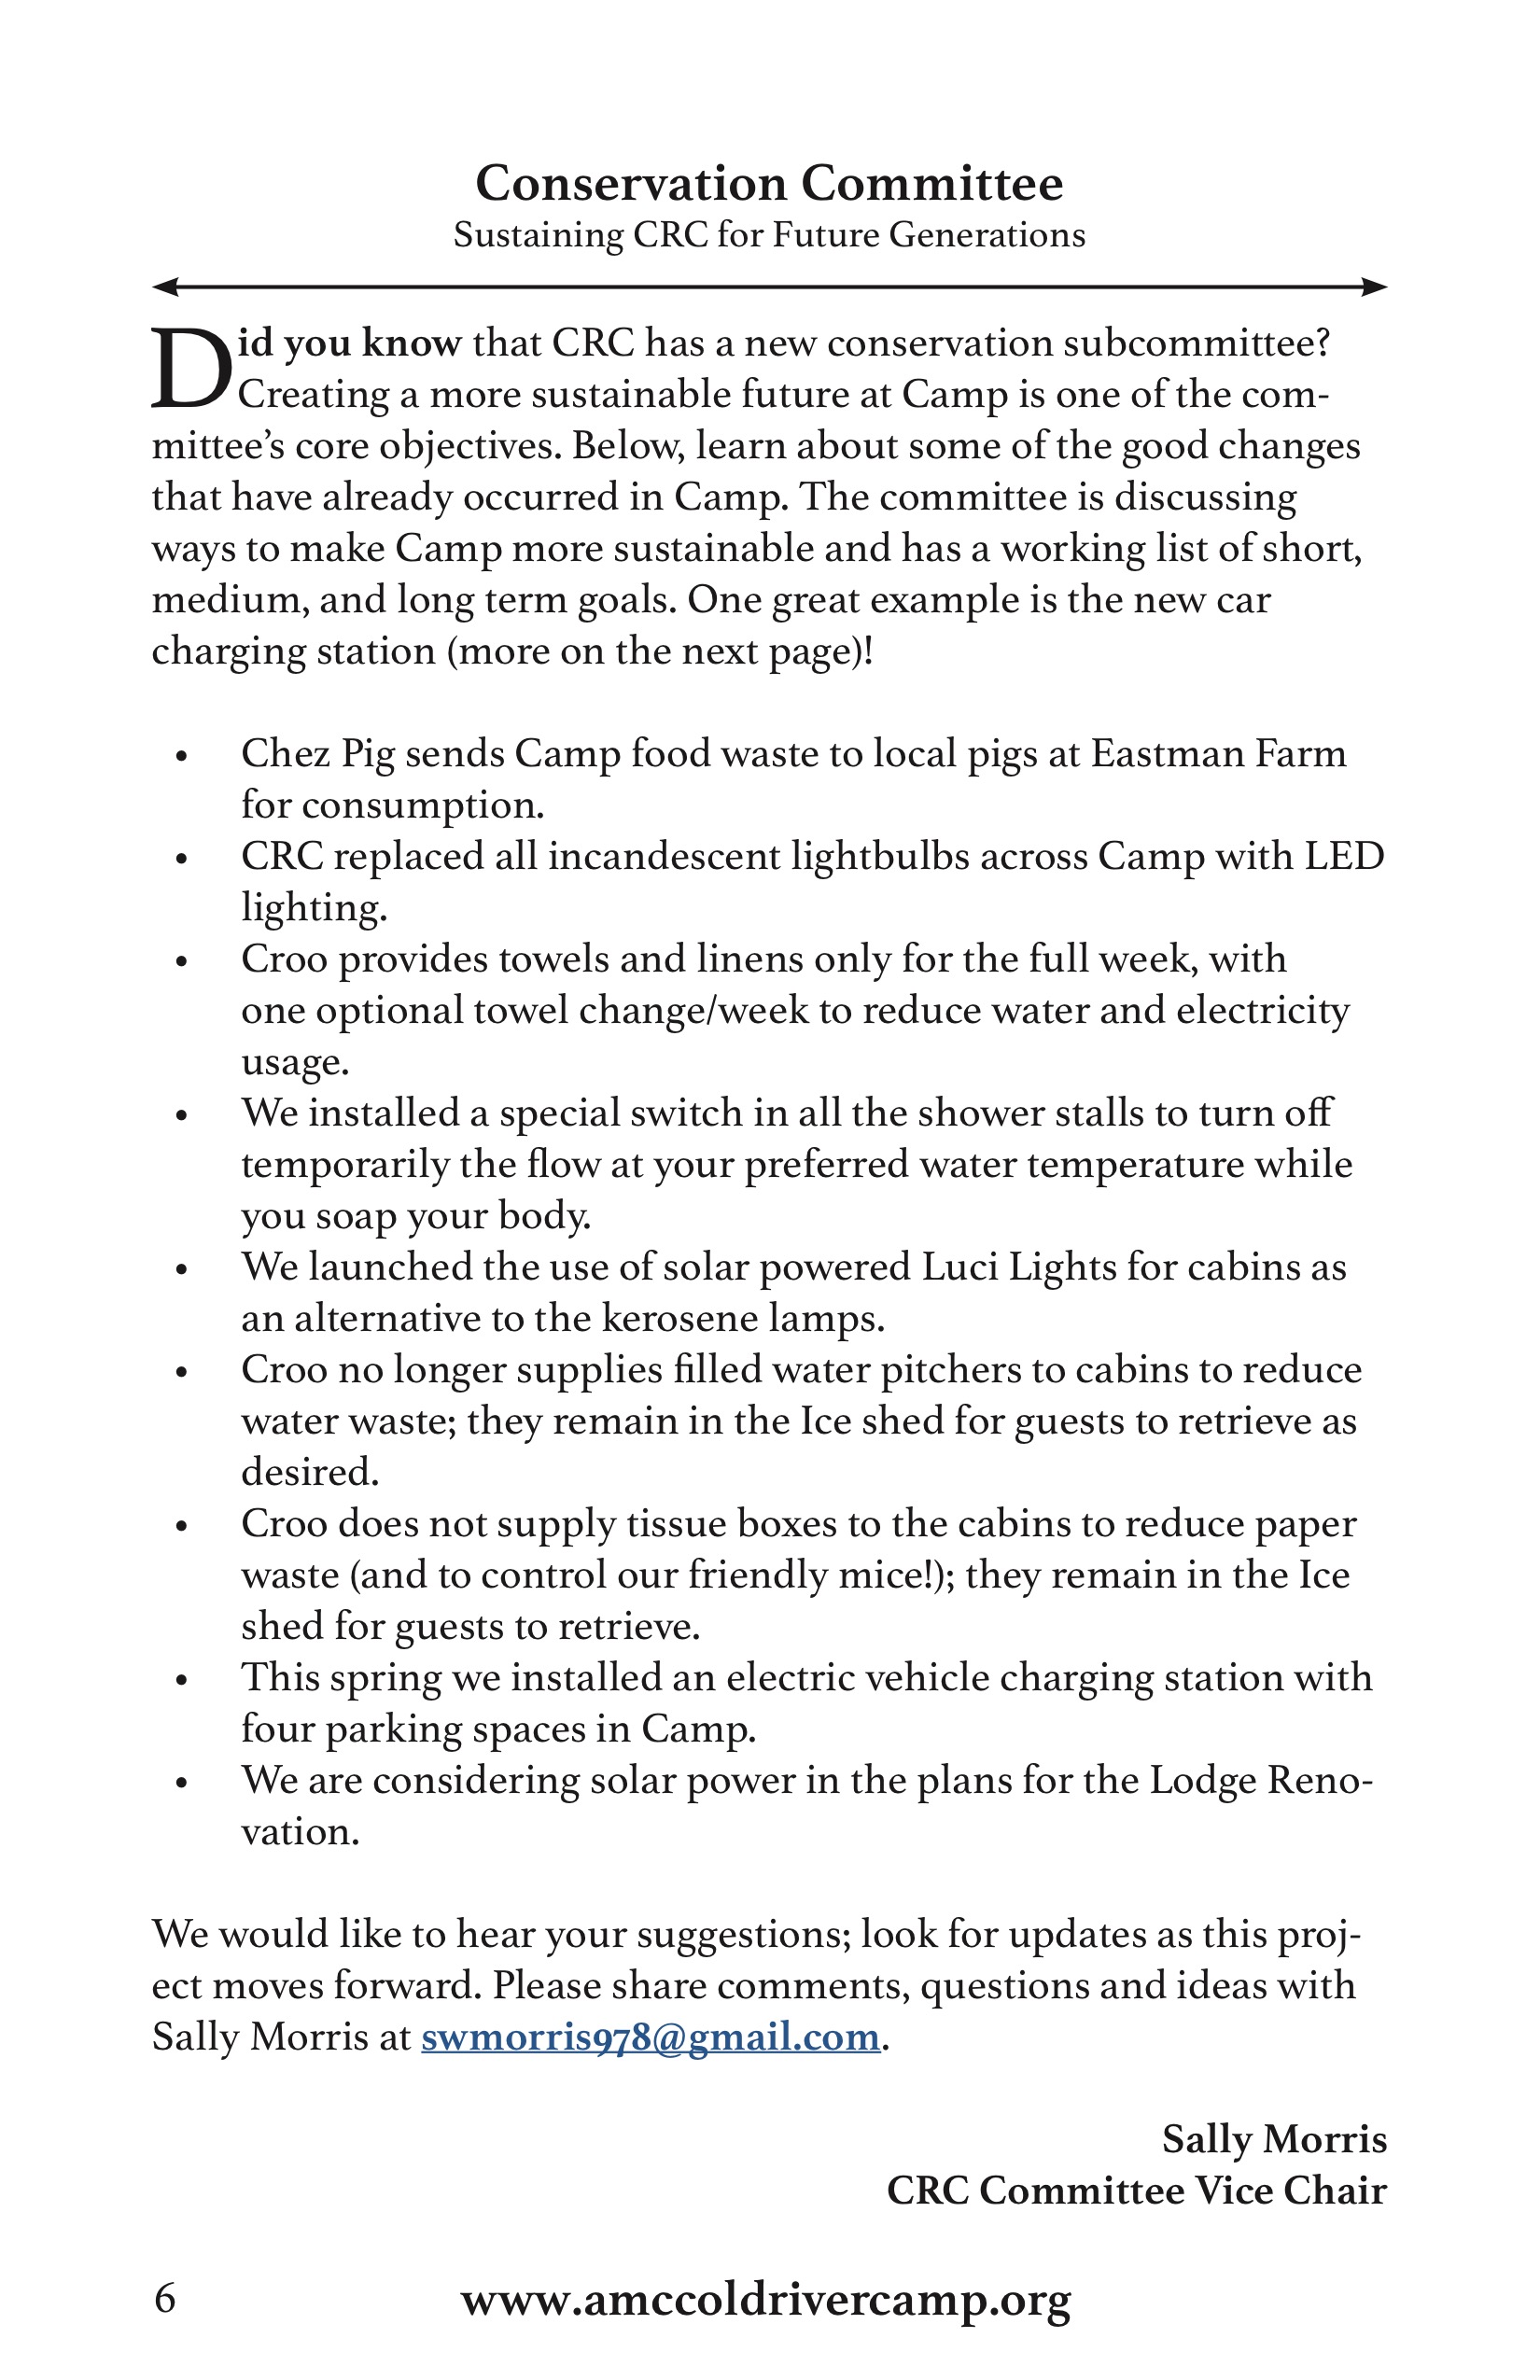 Conservation Committee
Sustaining CRC for Future Generations
Did you know that CRC has a new conservation subcommittee?
Creating a more sustainable future at Camp is one of the com-
mittee’s core objectives. Below, learn about some of the good changes
that have already occurred in Camp. The committee is discussing
ways to make Camp more sustainable and has a working list of short,
medium, and long term goals. One great example is the new car
charging station (more on the next page)!
• Chez Pig sends Camp food waste to local pigs at Eastman Farm
for consumption.
• CRC replaced all incandescent lightbulbs across Camp with LED
lighting.
• Croo provides towels and linens only for the full week, with
one optional towel change/week to reduce water and electricity
usage.
• We installed a special switch in all the shower stalls to turn off
temporarily the flow at your preferred water temperature while
you soap your body.
• We launched the use of solar powered Luci Lights for cabins as
an alternative to the kerosene lamps.
• Croo no longer supplies filled water pitchers to cabins to reduce
water waste; they remain in the Ice shed for guests to retrieve as
desired.
• Croo does not supply tissue boxes to the cabins to reduce paper
waste (and to control our friendly mice!); they remain in the Ice
shed for guests to retrieve.
• This spring we installed an electric vehicle charging station with
four parking spaces in Camp.
• We are considering solar power in the plans for the Lodge Reno-
vation.
We would like to hear your suggestions; look for updates as this proj-
ect moves forward. Please share comments, questions and ideas with
Sally Morris at swmorris978@gmail.com.
Sally Morris
CRC Committee Vice Chair
6 www.amccoldrivercamp.org